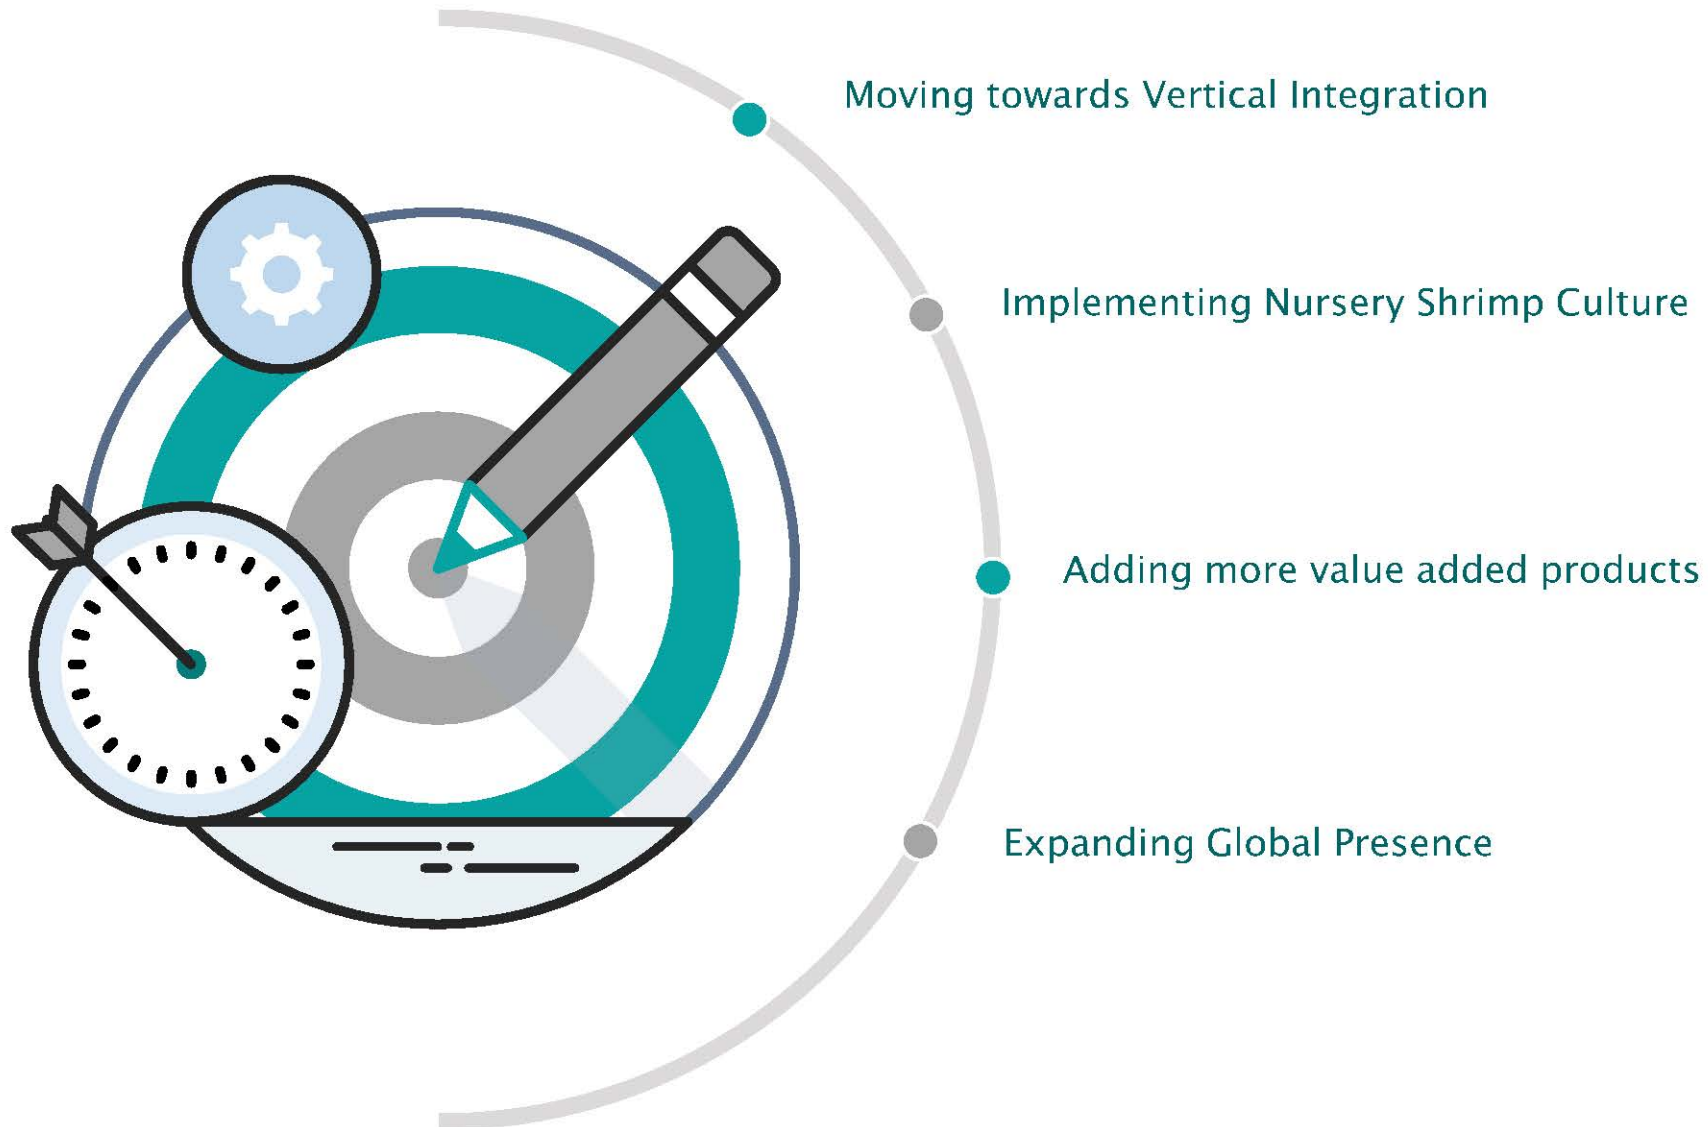 Moving towards Vertical Integration
Implementing Nursery Shrimp Culture
Adding more value added products
Expanding Global Presence